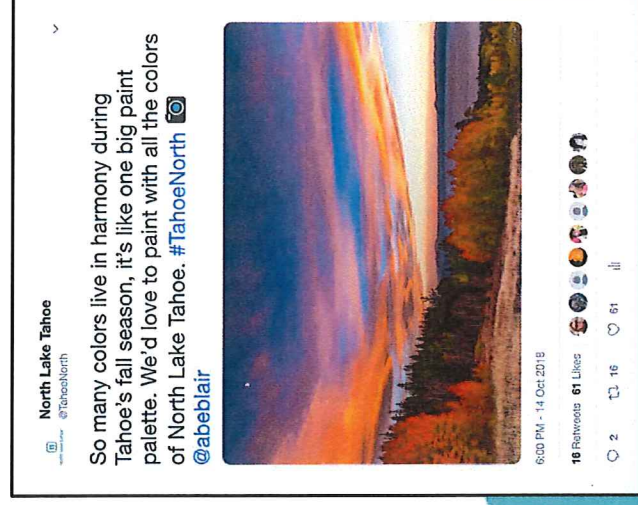 North Lake Tahoe
@TahoeNorth
So many colors live in harmony during
Tahoe's fall season, it's like one big paint
palette. We'd love to paint with all the colors
of North Lake Tahoe. #TahoeNorth 📷
@abeblair
6:00 PM - 14 Oct 2018
16 Retweets 61 Likes
2 16 61